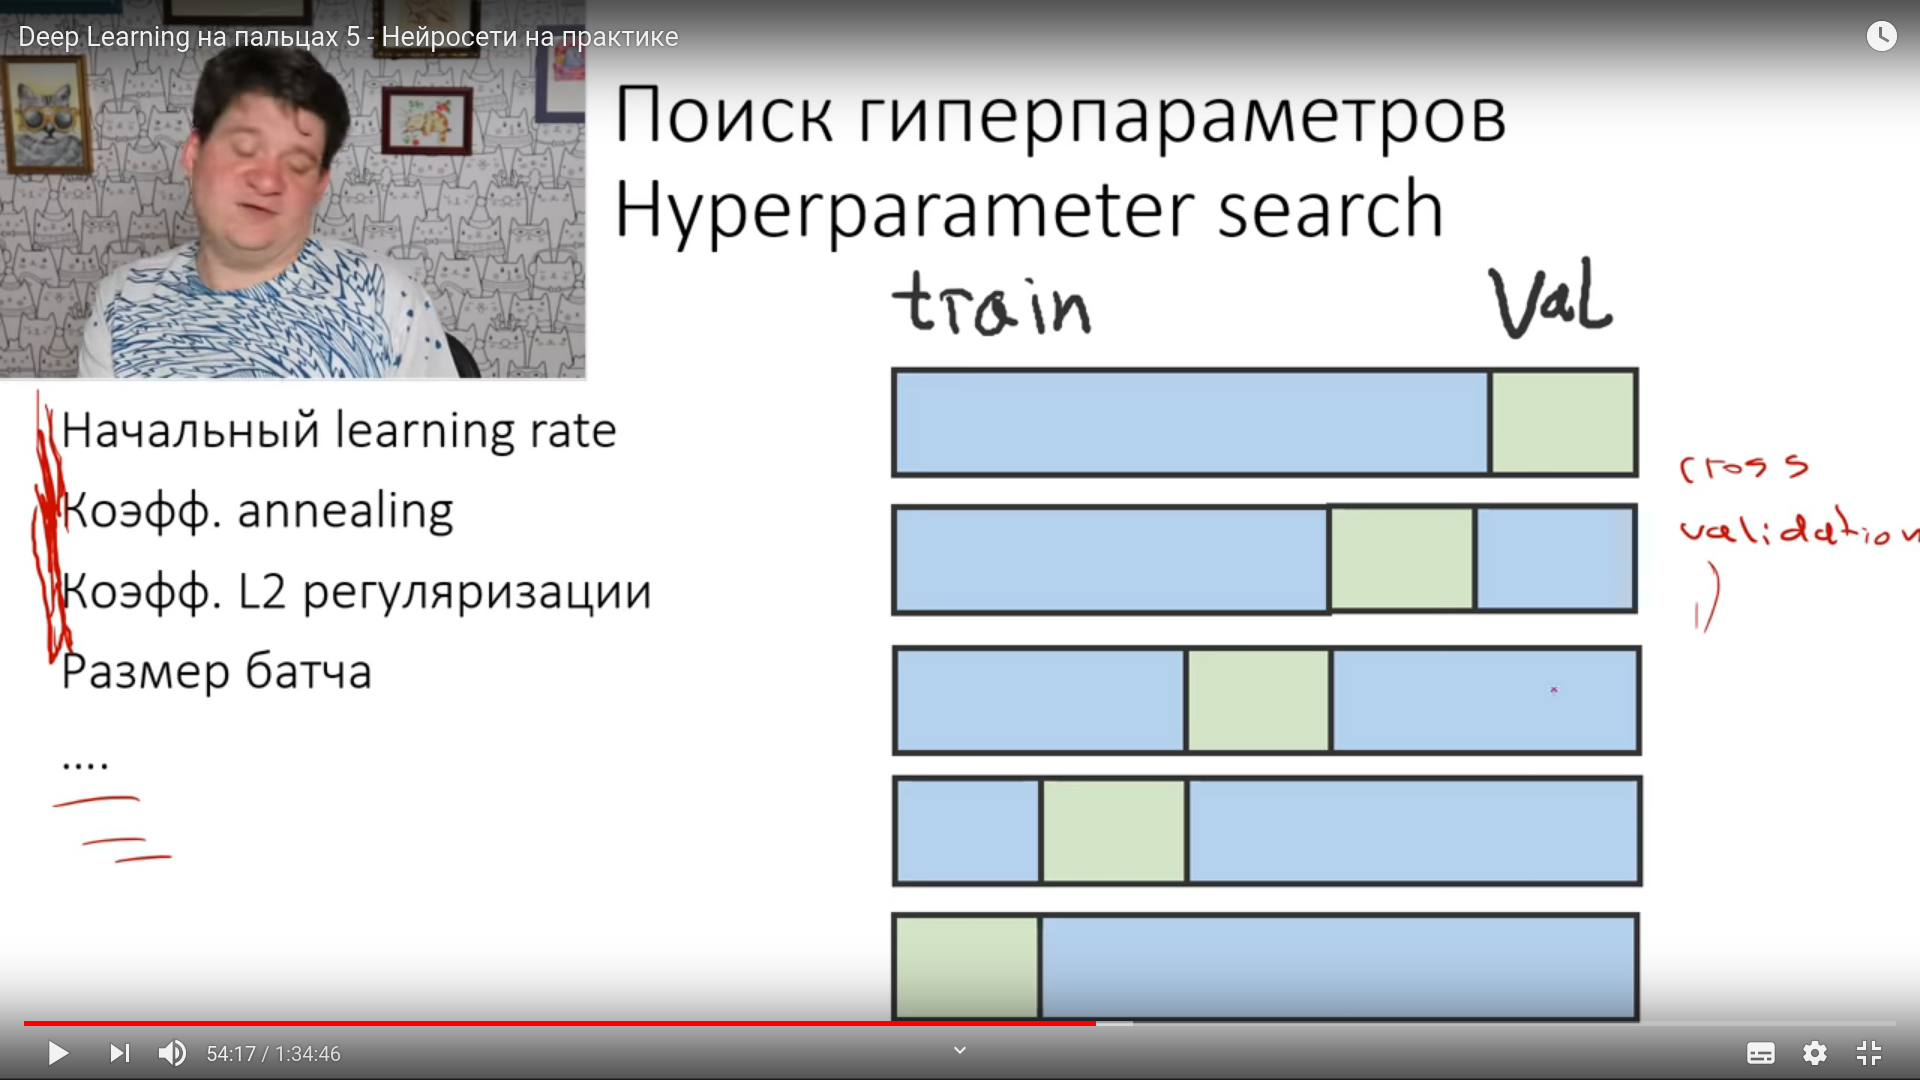 Deep Learning на пальцах 5 - Нейросети на практике
Поиск гиперпараметров
Hyperparameter search
train
Val
Начальный learning rate
Коэфф. annealing
Коэфф. L2 регуляризации
Размер батча
....
cross
validation
54:17 / 1:34:46